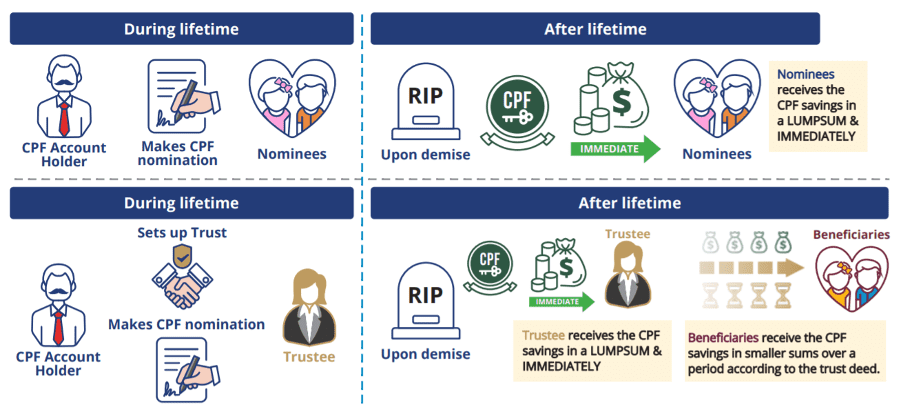 During lifetime
After lifetime
CPF Account
Holder
Makes CPF
nomination
Nominees
RIP
Upon demise
CPF
$
IMMEDIATE
Nominees
Nominees
receives the
CPF savings in
a LUMPSUM &
IMMEDIATELY
During lifetime
After lifetime
CPF Account
Holder
Sets up Trust
Makes CPF nomination
Trustee
RIP
Upon demise
CPF
$
IMMEDIATE
Trustee
Trustee receives the CPF
savings in a LUMPSUM &
IMMEDIATELY
$ $ $ $
Beneficiaries
Beneficiaries receive the CPF
savings in smaller sums over a
period according to the trust deed.